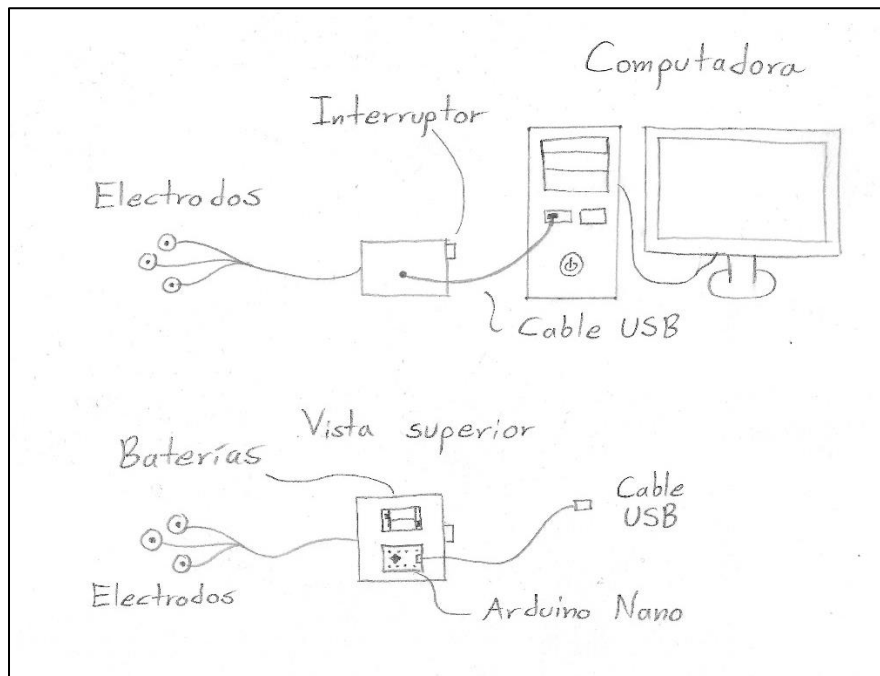 Computadora
Interruptor
Electrodos
Cable USB
Vista superior
Baterías
Cable
USB
Electrodos
Arduino Nano